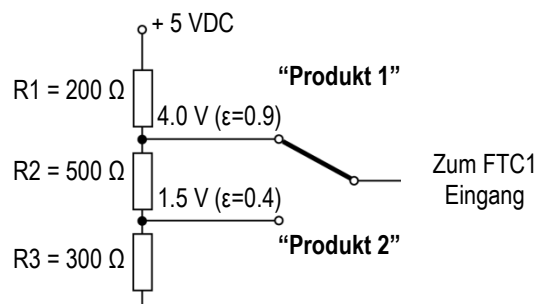 + 5 VDC
“Produkt 1”
R1 = 200 Ω
4.0 V (ε=0.9)
R2 = 500 Ω
Zum FTC1
Eingang
1.5 V (ε=0.4)
“Produkt 2”
R3 = 300 Ω